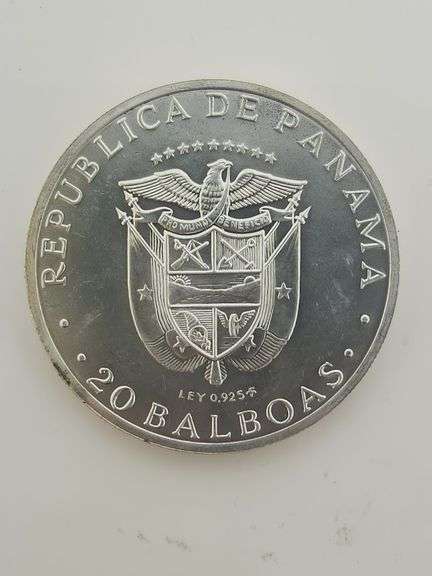 REPUBLICA DE PANAMA
PRO MUNDI BENEFICIO
LEY 0,925
20 BALBOAS